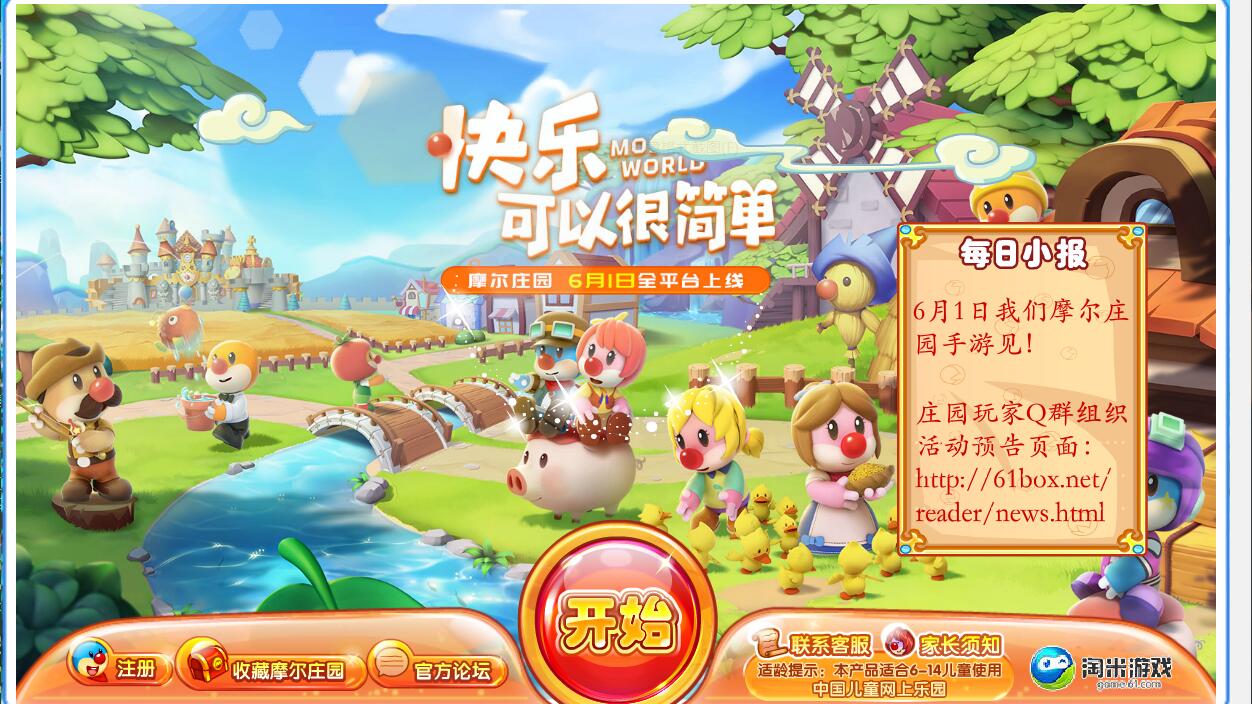 快乐
MO
WORLD
可以很简单
摩尔庄园 6月1日全平台上线
每日小报
6月1日我们摩尔庄
园手游见!
庄园玩家Q群组织
活动预告页面:
http://61box.net/
reader/news.html
开始
注册
收藏摩尔庄园
官方论坛
联系客服
家长须知
适龄提示:本产品适合6-14儿童使用
中国儿童网上乐园
淘米游戏
game.61.com